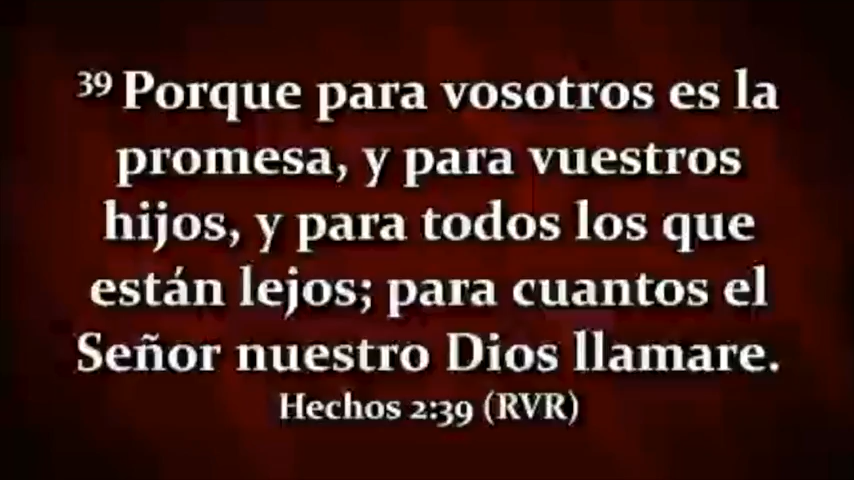 39 Porque para vosotros es la
promesa, y para vuestros
hijos, y para todos los que
están lejos; para cuantos el
Señor nuestro Dios llamare.
Hechos 2:39 (RVR)